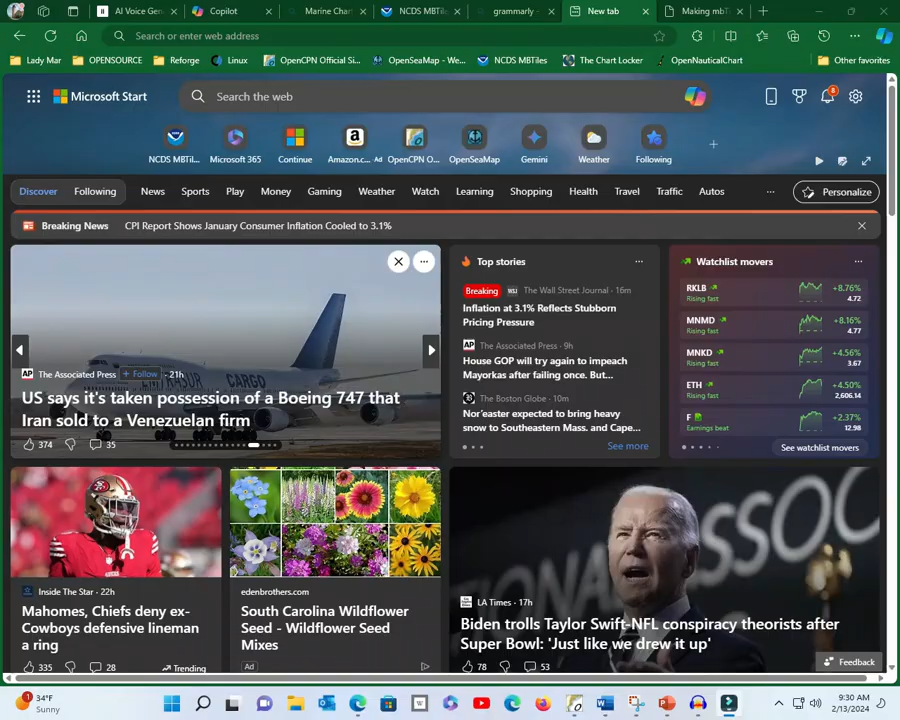 AI Voice Gen
Copilot
Marine Char
NCDS MBTil
grammarly -
New tab
Making mbT
Search or enter web address
Lady Mar
OPENSOURCE
Reforge
Linux
OpenCPN Official Si...
OpenSeaMap - We...
NCDS MBTiles
The Chart Locker
OpenNauticalChart
Other favorites
Microsoft Start
Search the web
8
NCDS MBTil...
Microsoft 365
Continue
Amazon.c... Ad
OpenCPN O...
OpenSeaMap
Gemini
Weather
Following
Discover
Following
News
Sports
Play
Money
Gaming
Weather
Watch
Learning
Shopping
Health
Travel
Traffic
Autos
Personalize
Breaking News
CPI Report Shows January Consumer Inflation Cooled to 3.1%
AP The Associated Press + Follow · 21h
US says it's taken possession of a Boeing 747 that
Iran sold to a Venezuelan firm
374
35
CARGO
Top stories
Breaking WSJ The Wall Street Journal · 16m
Inflation at 3.1% Reflects Stubborn
Pricing Pressure
AP The Associated Press · 9h
House GOP will try again to impeach
Mayorkas after failing once. But...
The Boston Globe · 10m
Nor'easter expected to bring heavy
snow to Southeastern Mass. and Cape...
See more
Watchlist movers
RKLB
Rising fast
+8.76%
4.72
MNMD
Rising fast
+8.16%
4.77
MNKD
Rising fast
+4.56%
3.67
ETH
Rising fast
+4.50%
2,606.14
F
Earnings beat
+2.37%
12.98
See watchlist movers
Inside The Star · 22h
Mahomes, Chiefs deny ex-
Cowboys defensive lineman
a ring
335
28
Trending
edenbrothers.com
South Carolina Wildflower
Seed - Wildflower Seed
Mixes
Ad
ONAL ASSOC
LA Times · 17h
Biden trolls Taylor Swift-NFL conspiracy theorists after
Super Bowl: 'Just like we drew it up'
78
53
Feedback
34°F
Sunny
9:30 AM
2/13/2024